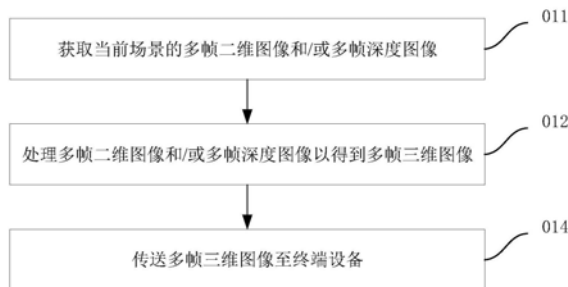 011
获取当前场景的多帧二维图像和/或多帧深度图像
012
处理多帧二维图像和/或多帧深度图像以得到多帧三维图像
014
传送多帧三维图像至终端设备